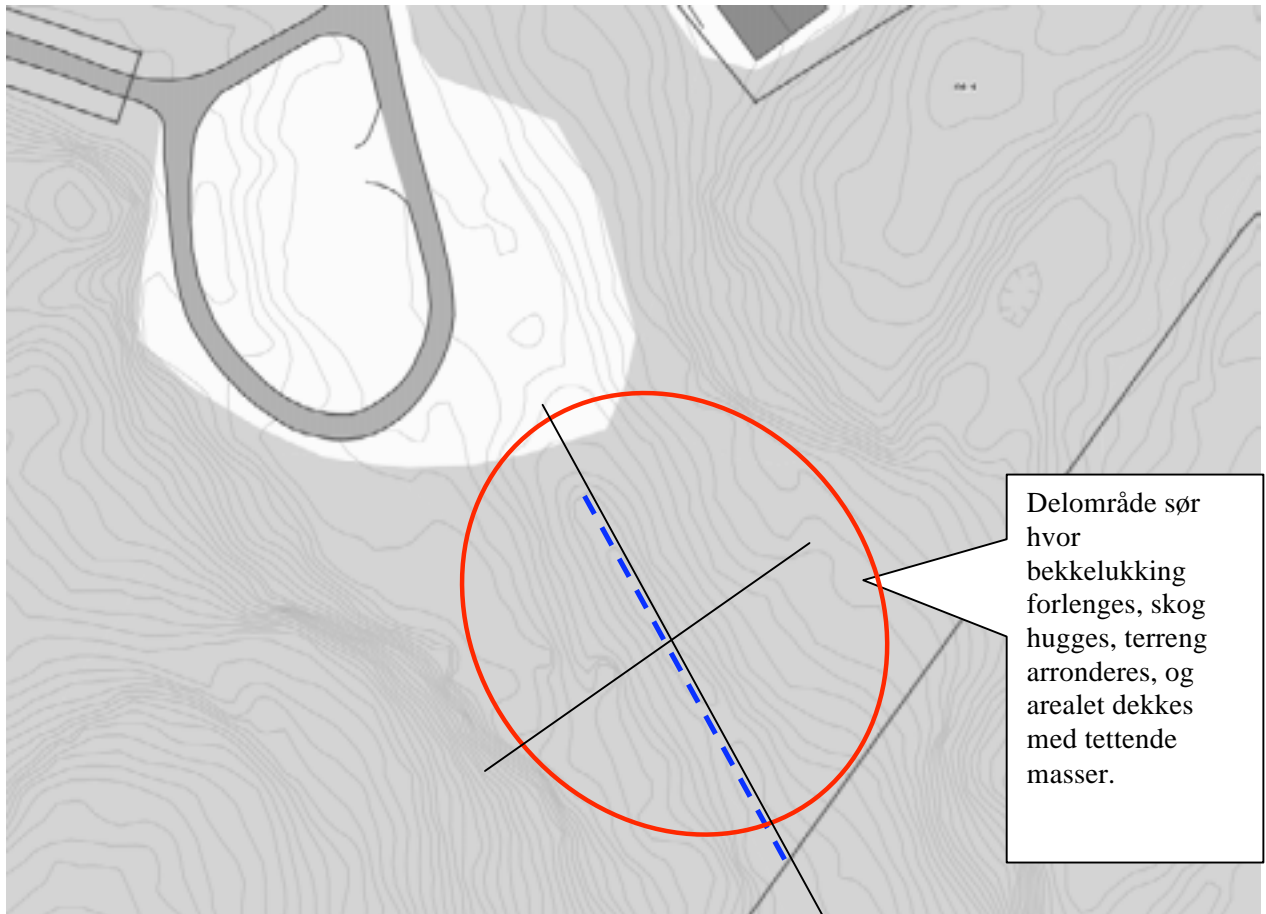 Delområde sør
hvor
bekkelukking
forlenges, skog
hugges, terreng
arronderes, og
arealet dekkes
med tettende
masser.